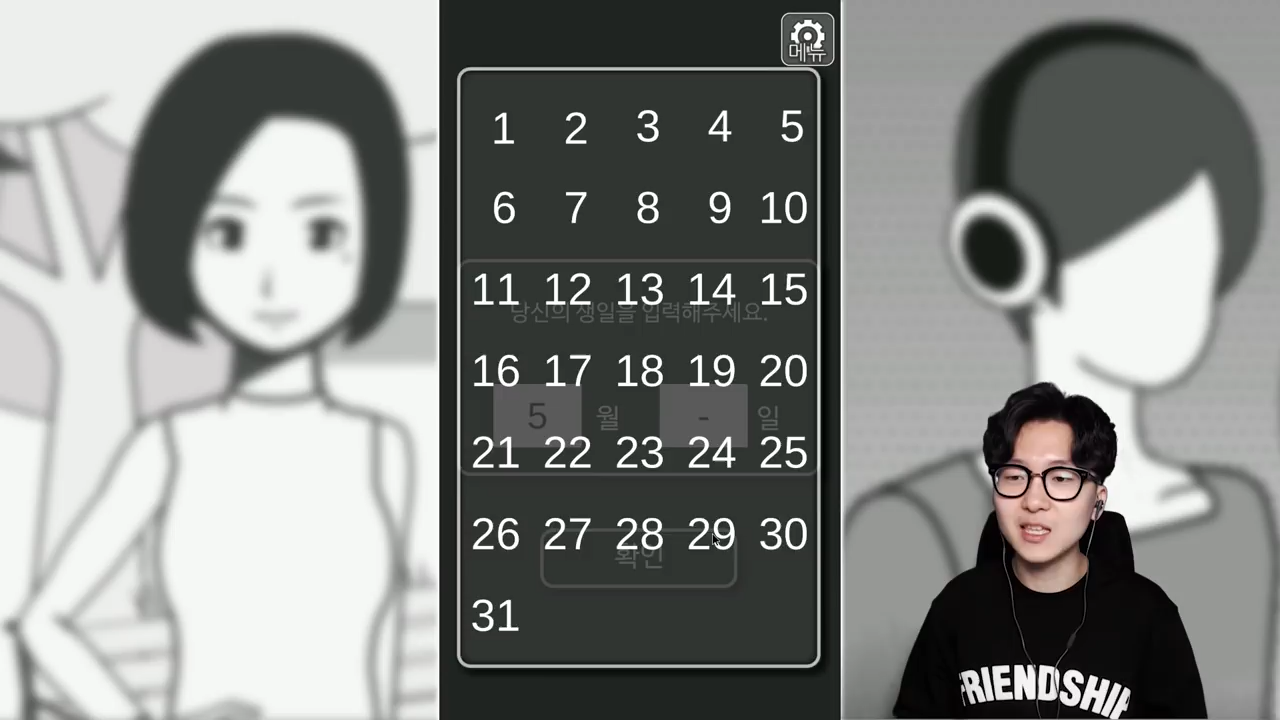 메뉴
1 2 3 4 5
6 7 8 9 10
11 12 13 14 15
당신의 생일을 입력해주세요.
16 17 18 19 20
5 월 - 일
21 22 23 24 25
26 27 28 29 30
확인
31
FRIENDSHIP